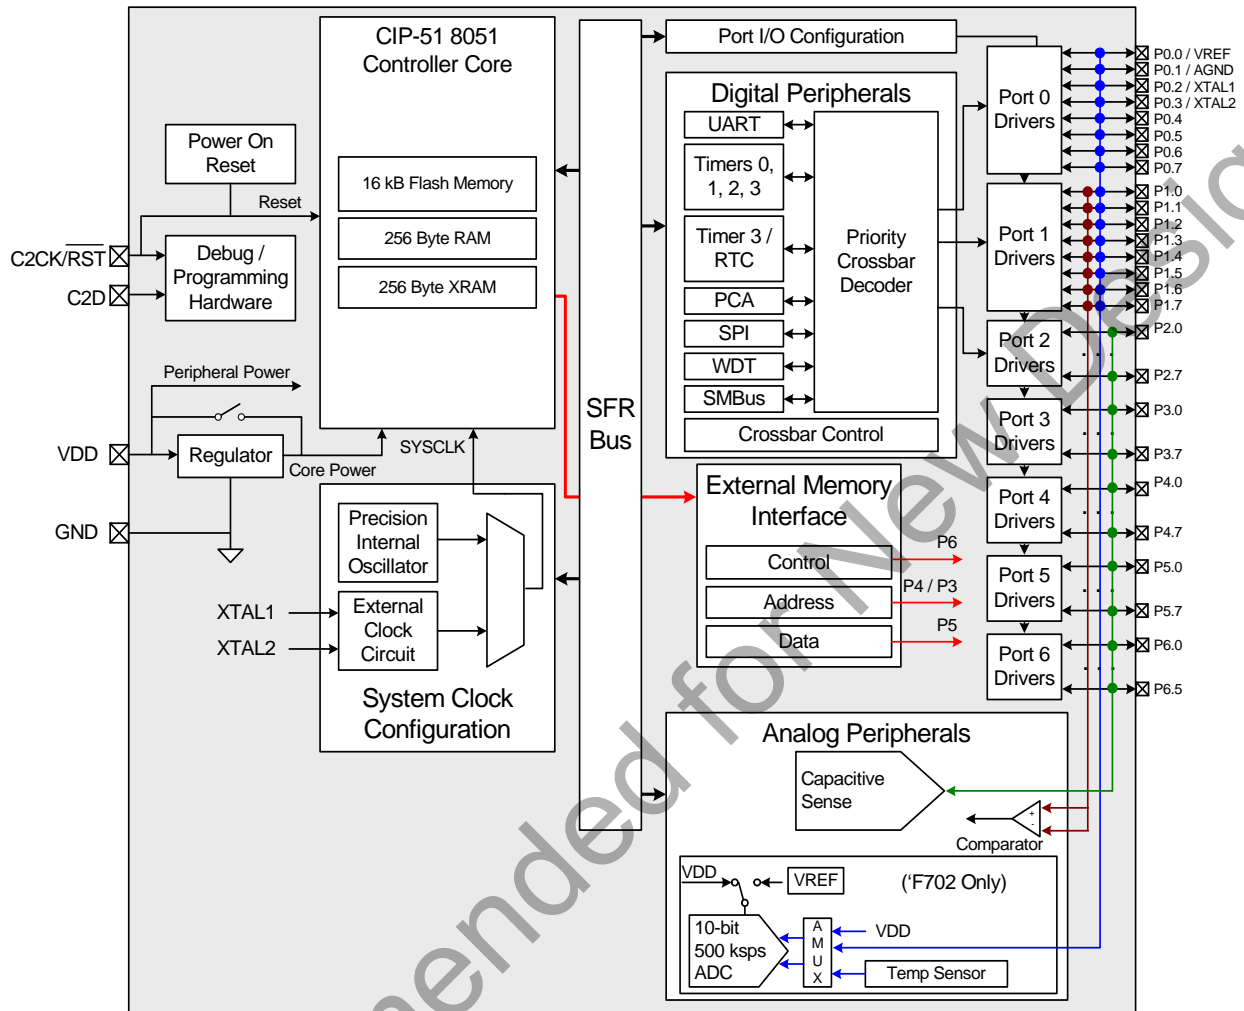 CIP-51 8051
Controller Core
Power On
Reset
Reset
16 kB Flash Memory
256 Byte RAM
256 Byte XRAM
C2CK/RST
C2D
Debug /
Programming
Hardware
Peripheral Power
VDD
Regulator
Core Power
SYSCLK
GND
Precision
Internal
Oscillator
XTAL1
XTAL2
External
Clock
Circuit
System Clock
Configuration
SFR
Bus
Port I/O Configuration
Digital Peripherals
UART
Timers 0,
1, 2, 3
Timer 3 /
RTC
PCA
SPI
WDT
SMBus
Priority
Crossbar
Decoder
Crossbar Control
External Memory
Interface
Control
Address
Data
P6
P4 / P3
P5
Port 0
Drivers
Port 1
Drivers
Port 2
Drivers
Port 3
Drivers
Port 4
Drivers
Port 5
Drivers
Port 6
Drivers
P0.0 / VREF
P0.1 / AGND
P0.2 / XTAL1
P0.3 / XTAL2
P0.4
P0.5
P0.6
P0.7
P1.0
P1.1
P1.2
P1.3
P1.4
P1.5
P1.6
P1.7
P2.0
P2.7
P3.0
P3.7
P4.0
P4.7
P5.0
P5.7
P6.0
P6.5
Analog Peripherals
Capacitive
Sense
+
-
Comparator
VDD
VREF
('F702 Only)
10-bit
500 ksps
ADC
A
M
U
X
VDD
Temp Sensor
mended for New Desig